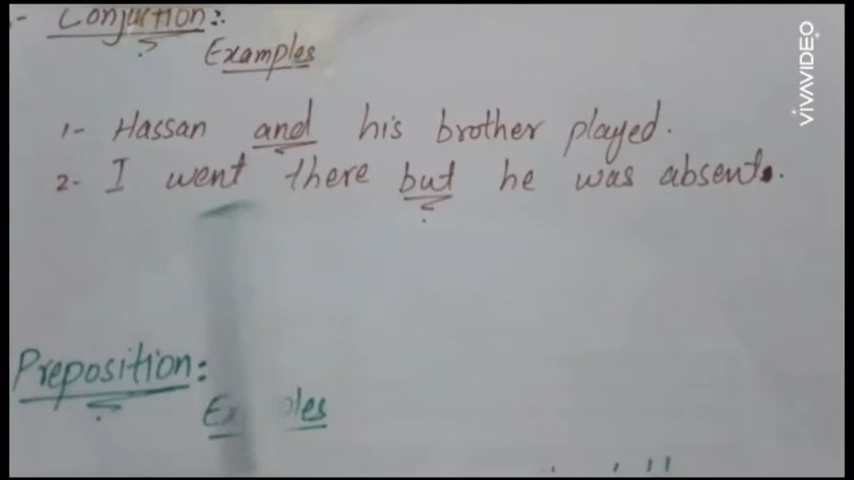 - Conjuction:
Examples
1- Hassan and his brother played.
2- I went there but he was absent.
Preposition:
VIVAVIDEO